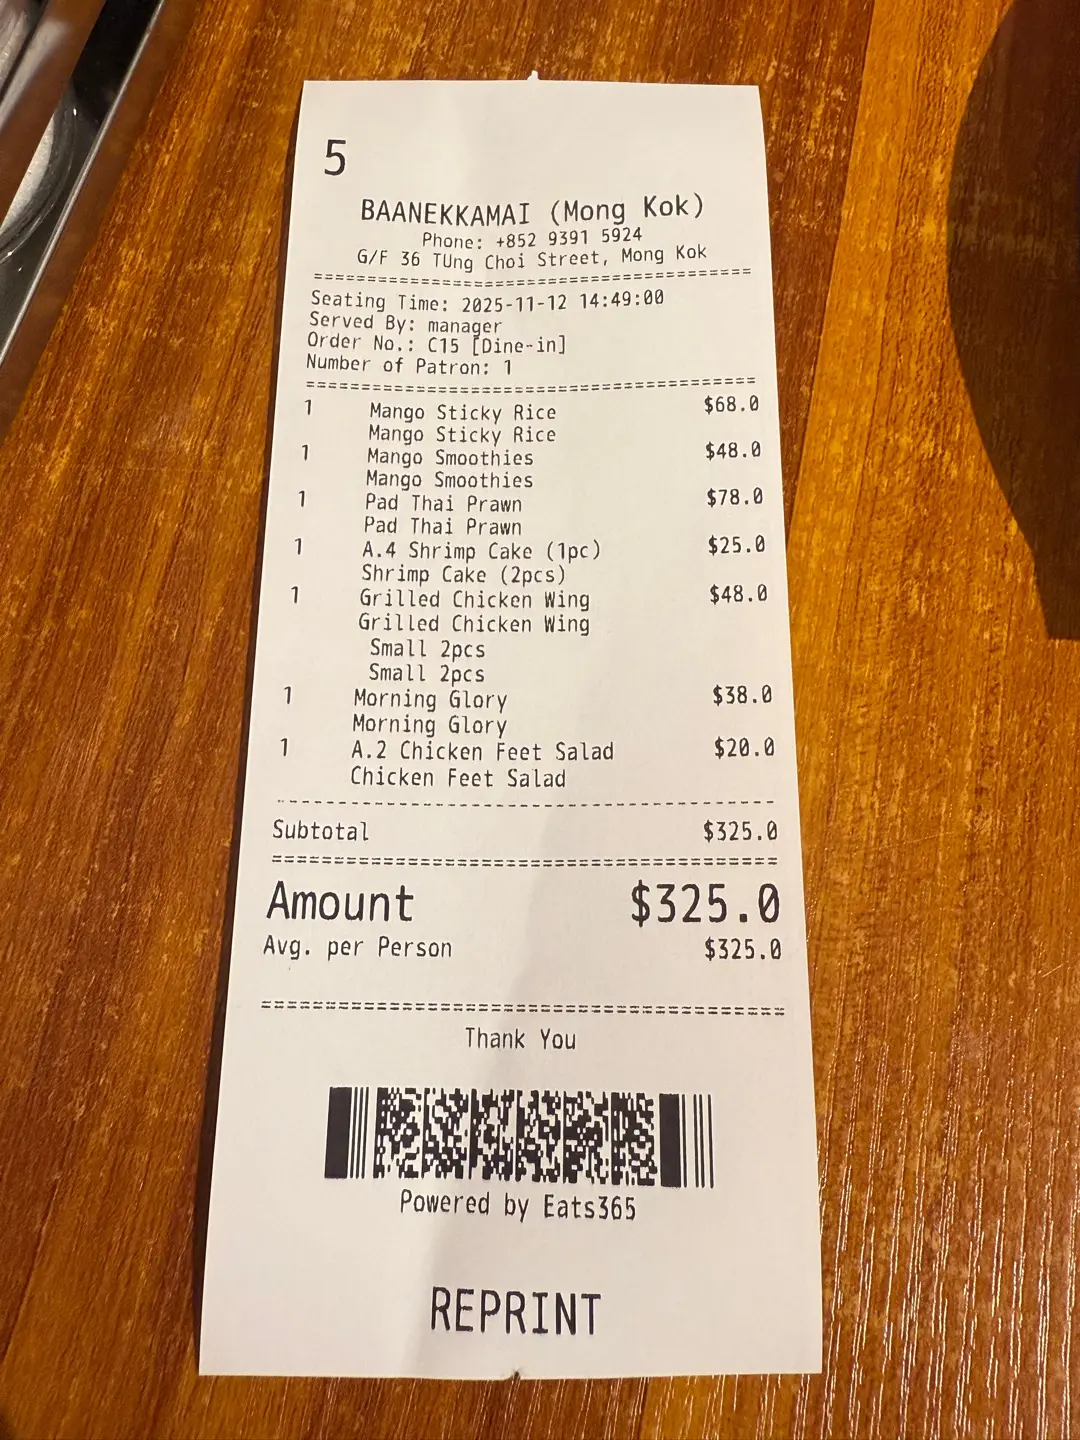 5
BAANEKKAMAI (Mong Kok)
Phone: +852 9391 5924
G/F 36 TUng Choi Street, Mong Kok
Seating Time: 2025-11-12 14:49:00
Served By: manager
Order No.: C15 [Dine-in]
Number of Patron: 1
1 Mango Sticky Rice $68.0
Mango Sticky Rice
1 Mango Smoothies $48.0
Mango Smoothies
1 Pad Thai Prawn $78.0
Pad Thai Prawn
1 A.4 Shrimp Cake (1pc) $25.0
Shrimp Cake (2pcs)
1 Grilled Chicken Wing $48.0
Grilled Chicken Wing
Small 2pcs
Small 2pcs
1 Morning Glory $38.0
Morning Glory
1 A.2 Chicken Feet Salad $20.0
Chicken Feet Salad
Subtotal $325.0
Amount $325.0
Avg. per Person $325.0
Thank You
Powered by Eats365
REPRINT